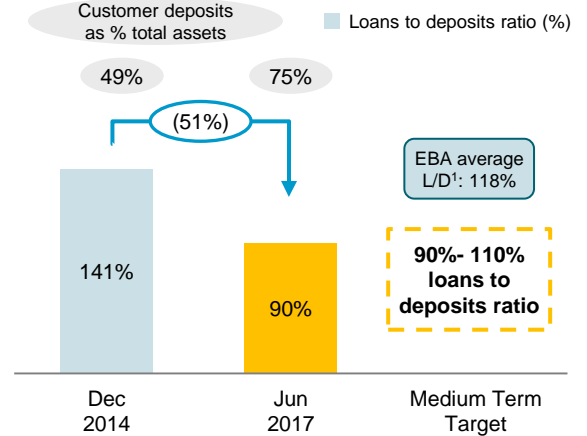 Customer deposits
as % total assets
Loans to deposits ratio (%)
49%
75%
(51%)
EBA average
L/D¹: 118%
141%
90%
90%- 110%
loans to
deposits ratio
Dec
2014
Jun
2017
Medium Term
Target